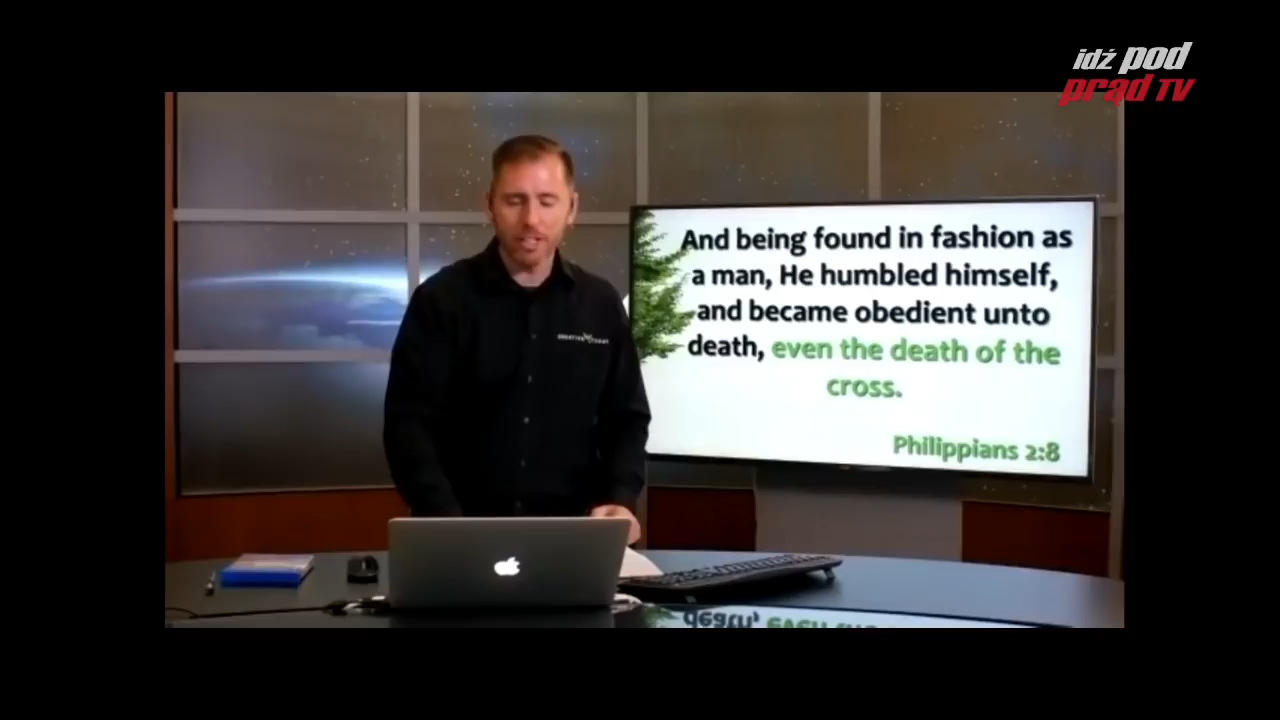 idź pod
prąd TV
And being found in fashion as
a man, He humbled himself,
and became obedient unto
death, even the death of the
cross.
Philippians 2:8